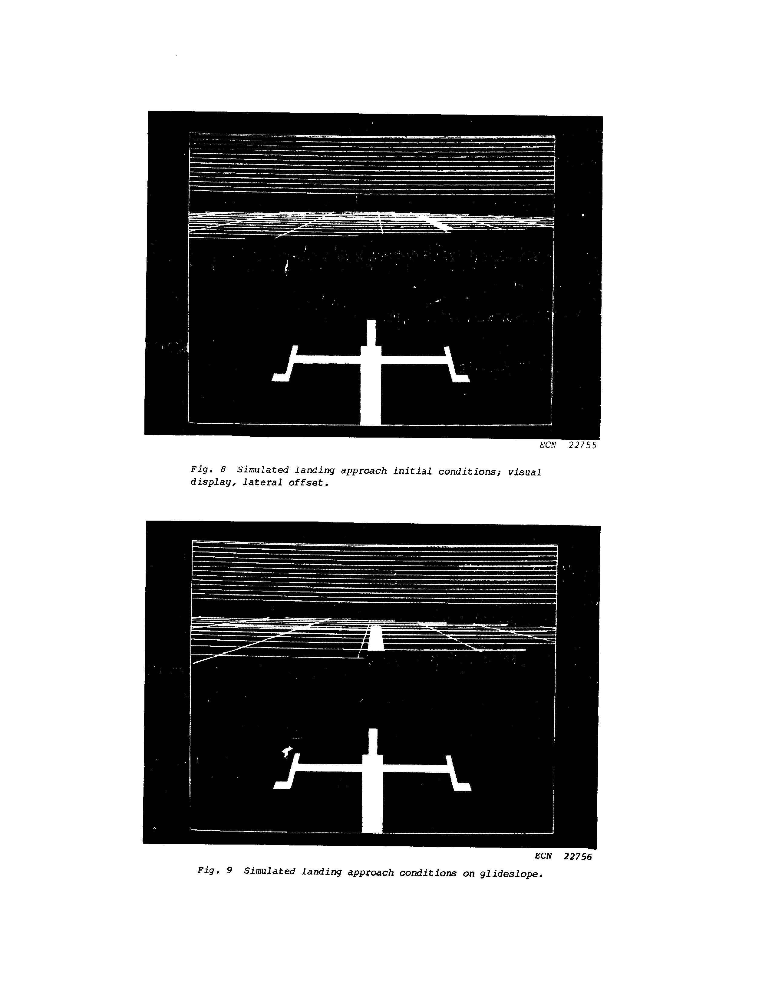 ECN 22755
Fig. 8 Simulated landing approach initial conditions; visual
display, lateral offset.
ECN 22756
Fig. 9 Simulated landing approach conditions on glideslope.